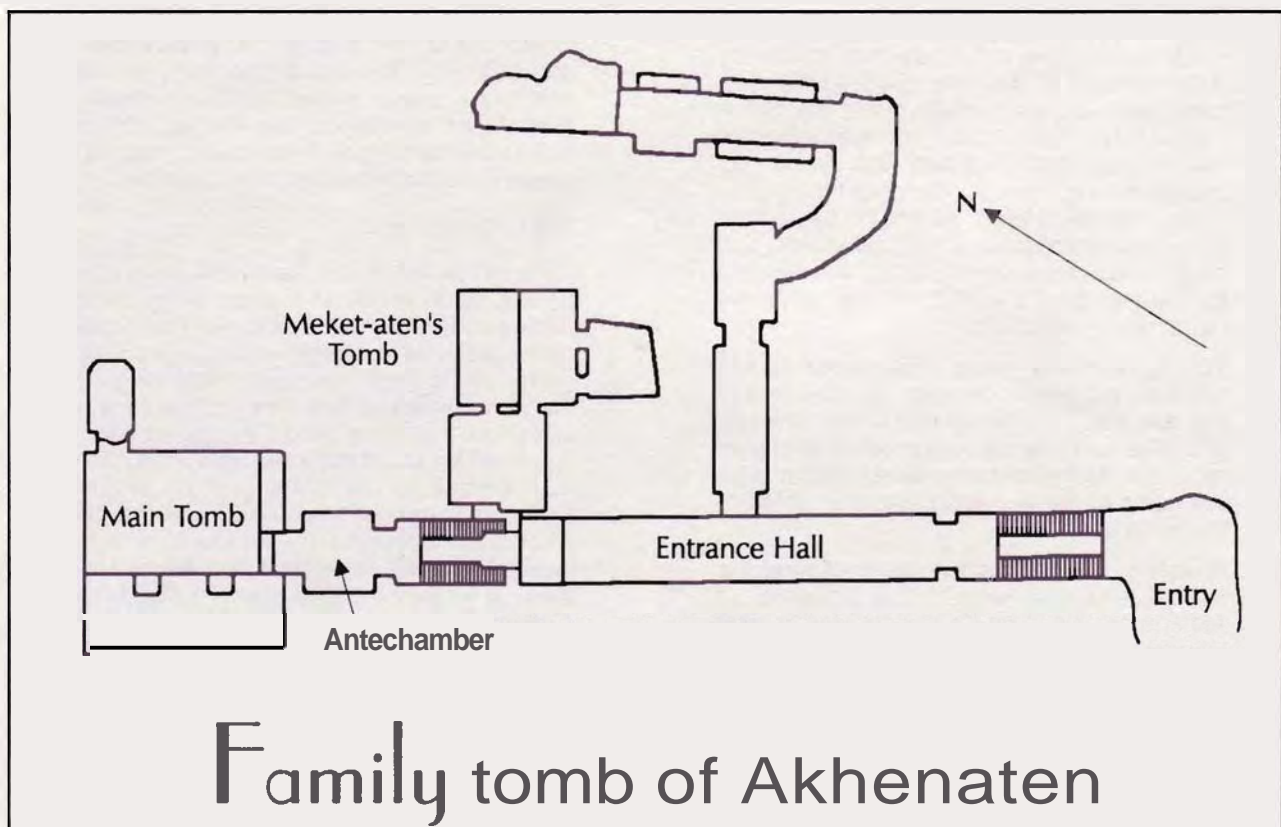 N
Meket-aten's
Tomb
Main Tomb
Entrance Hall
Entry
Antechamber
Family tomb of Akhenaten